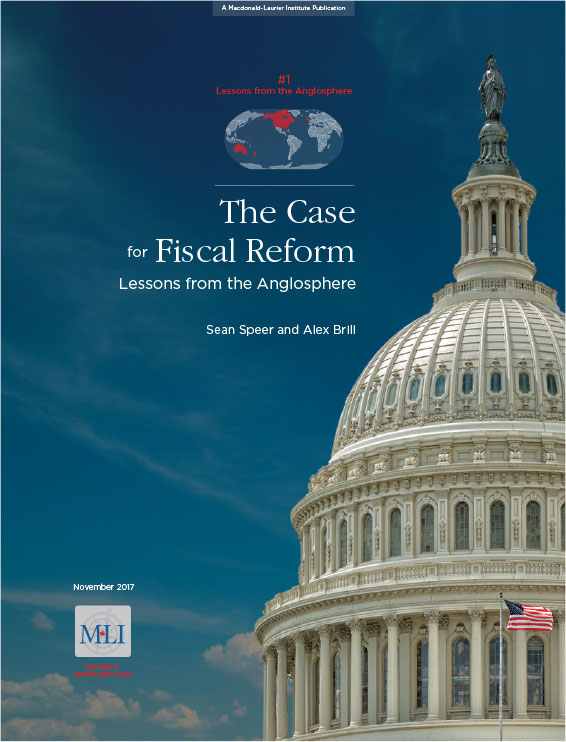 A Macdonald-Laurier Institute Publication
#1
Lessons from the Anglosphere
The Case
for Fiscal Reform
Lessons from the Anglosphere
Sean Speer and Alex Brill
November 2017
MLI